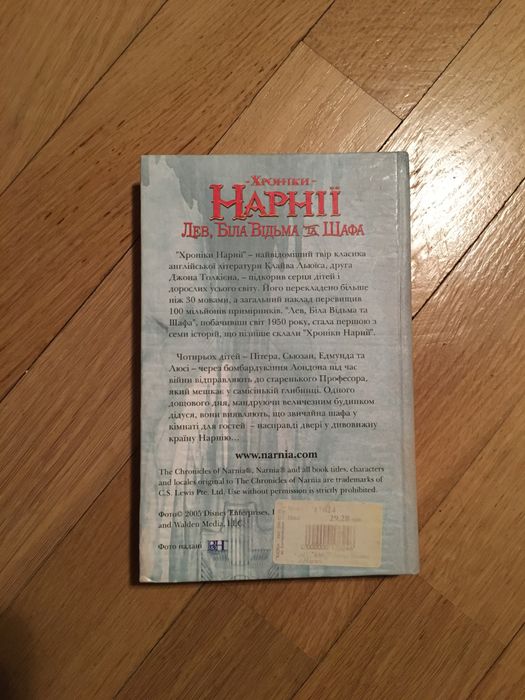 -Хроніки-
Нарнії
Лев, Біла Відьма та Шафа
"Хроніки Нарнії" – найвідоміший твір класика
англійської літератури Клайва Льюїса, друга
Джона Толкієна, – підкорив серця дітей і
дорослих усього світу. Його перекладено більше
ніж 30 мовами, а загальний наклад перевищив
100 мільйонів примірників. "Лев, Біла Відьма та
Шафа", побачивши світ 1950 року, стала першою з
семи історій, що пізніше склали "Хроніки Нарнії".
Чотирьох дітей – Пітера, Сьюзан, Едмунда та
Люсі – через бомбардування Лондона під час
війни відправляють до старенького Професора,
який мешкає у самісінькій глибинці. Одного
дощового дня, мандруючи величезним будинком
дідуся, вони виявляють, що звичайна шафа у
кімнаті для гостей – насправді двері у дивовижну
країну Нарнію...
www.narnia.com
The Chronicles of Narnia®, Narnia® and all book titles, characters
and locales original to The Chronicles of Narnia are trademarks of
C.S. Lewis Pte. Ltd. Use without permission is strictly prohibited.
Фото© 2005 Disney Enterprises,
and Walden Media, LLC.
Фото надані
29.20